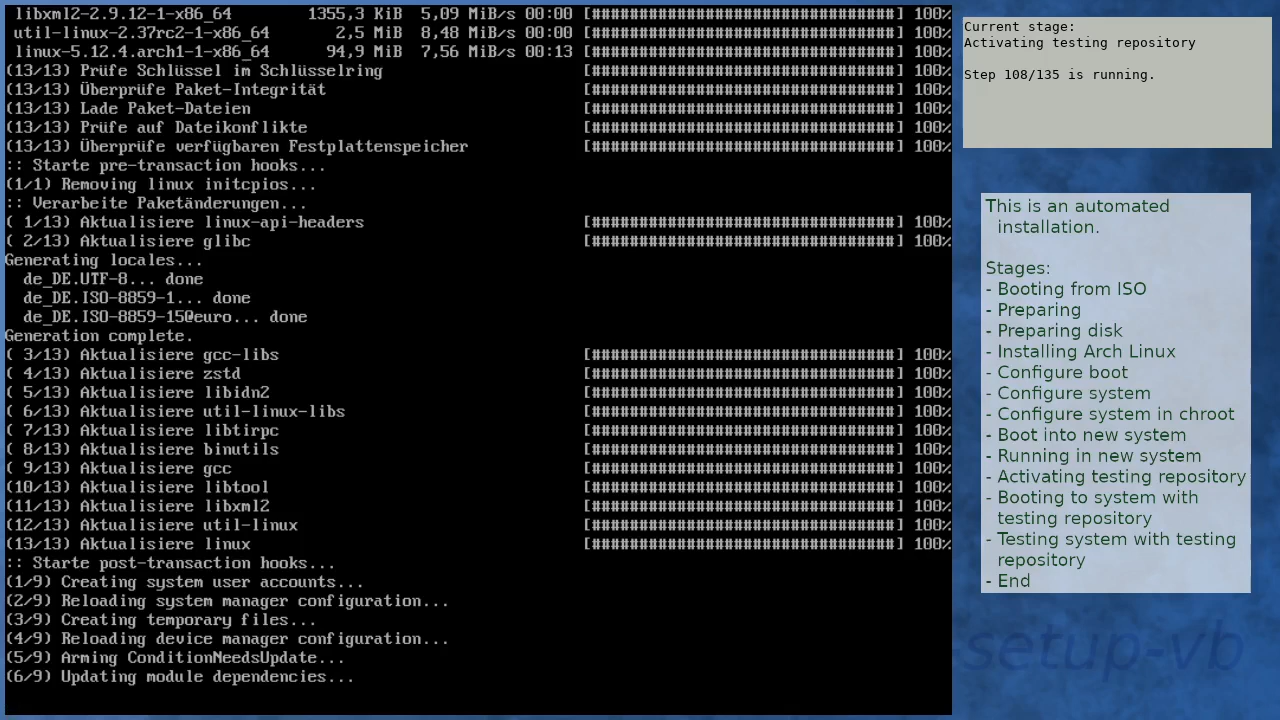 libxml2-2.9.12-1-x86_64 1355,3 KiB 5,09 MiB/s 00:00 [################################] 100%
util-linux-2.37rc2-1-x86_64 2,5 MiB 8,48 MiB/s 00:00 [################################] 100%
linux-5.12.4.arch1-1-x86_64 94,9 MiB 7,56 MiB/s 00:13 [################################] 100%
(13/13) Prüfe Schlüssel im Schlüsselring [################################] 100%
(13/13) Überprüfe Paket-Integrität [################################] 100%
(13/13) Lade Paket-Dateien [################################] 100%
(13/13) Prüfe auf Dateikonflikte [################################] 100%
(13/13) Überprüfe verfügbaren Festplattenspeicher [################################] 100%
:: Starte pre-transaction hooks...
(1/1) Removing linux initcpios...
:: Verarbeite Paketänderungen...
( 1/13) Aktualisiere linux-api-headers [################################] 100%
( 2/13) Aktualisiere glibc [################################] 100%
Generating locales...
de_DE.UTF-8... done
de_DE.ISO-8859-1... done
de_DE.ISO-8859-15@euro... done
Generation complete.
( 3/13) Aktualisiere gcc-libs [################################] 100%
( 4/13) Aktualisiere zstd [################################] 100%
( 5/13) Aktualisiere libidn2 [################################] 100%
( 6/13) Aktualisiere util-linux-libs [################################] 100%
( 7/13) Aktualisiere libtirpc [################################] 100%
( 8/13) Aktualisiere binutils [################################] 100%
( 9/13) Aktualisiere gcc [################################] 100%
(10/13) Aktualisiere libtool [################################] 100%
(11/13) Aktualisiere libxml2 [################################] 100%
(12/13) Aktualisiere util-linux [################################] 100%
(13/13) Aktualisiere linux [################################] 100%
:: Starte post-transaction hooks...
(1/9) Creating system user accounts...
(2/9) Reloading system manager configuration...
(3/9) Creating temporary files...
(4/9) Reloading device manager configuration...
(5/9) Arming ConditionNeedsUpdate...
(6/9) Updating module dependencies...
Current stage:
Activating testing repository
Step 108/135 is running.
This is an automated
installation.
Stages:
- Booting from ISO
- Preparing
- Preparing disk
- Installing Arch Linux
- Configure boot
- Configure system
- Configure system in chroot
- Boot into new system
- Running in new system
- Activating testing repository
- Booting to system with
testing repository
- Testing system with testing
repository
- End
-setup-vb